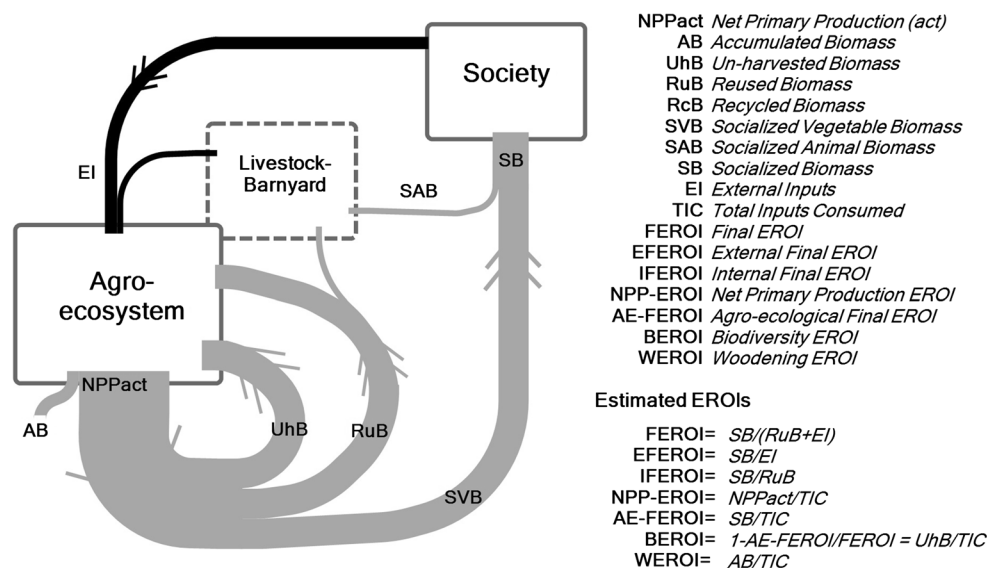 Society
SB
EI
Livestock-
Barnyard
SAB
Agro-
ecosystem
NPPact
AB
UhB
RuB
SVB
NPPact Net Primary Production (act)
AB Accumulated Biomass
UhB Un-harvested Biomass
RuB Reused Biomass
RcB Recycled Biomass
SVB Socialized Vegetable Biomass
SAB Socialized Animal Biomass
SB Socialized Biomass
EI External Inputs
TIC Total Inputs Consumed
FEROI Final EROI
EFEROI External Final EROI
IFEROI Internal Final EROI
NPP-EROI Net Primary Production EROI
AE-FEROI Agro-ecological Final EROI
BEROI Biodiversity EROI
WEROI Woodening EROI
Estimated EROIs
FEROI= SB/(RuB+EI)
EFEROI= SB/EI
IFEROI= SB/RuB
NPP-EROI= NPPact/TIC
AE-FEROI= SB/TIC
BEROI= 1-AE-FEROI/FEROI = UhB/TIC
WEROI= AB/TIC